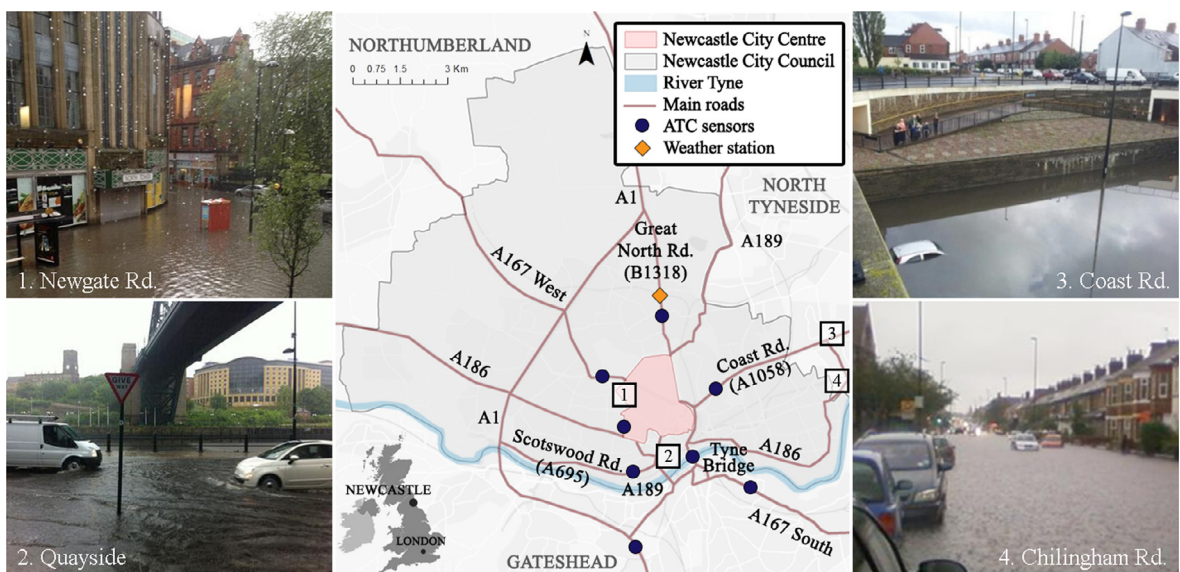 1. Newgate Rd.
GIVE
WAY
2. Quayside
NORTHUMBERLAND
N
0 0.75 1.5 3 Km
Newcastle City Centre
Newcastle City Council
River Tyne
Main roads
ATC sensors
Weather station
NORTH
TYNESIDE
A1
Great
North Rd.
(B1318)
A189
A167 West
3
Coast Rd.
(A1058)
4
A186
1
A1
Scotswood Rd.
(A695)
2
Tyne
Bridge
A186
A189
A167 South
NEWCASTLE
LONDON
GATESHEAD
3. Coast Rd.
4. Chilingham Rd.